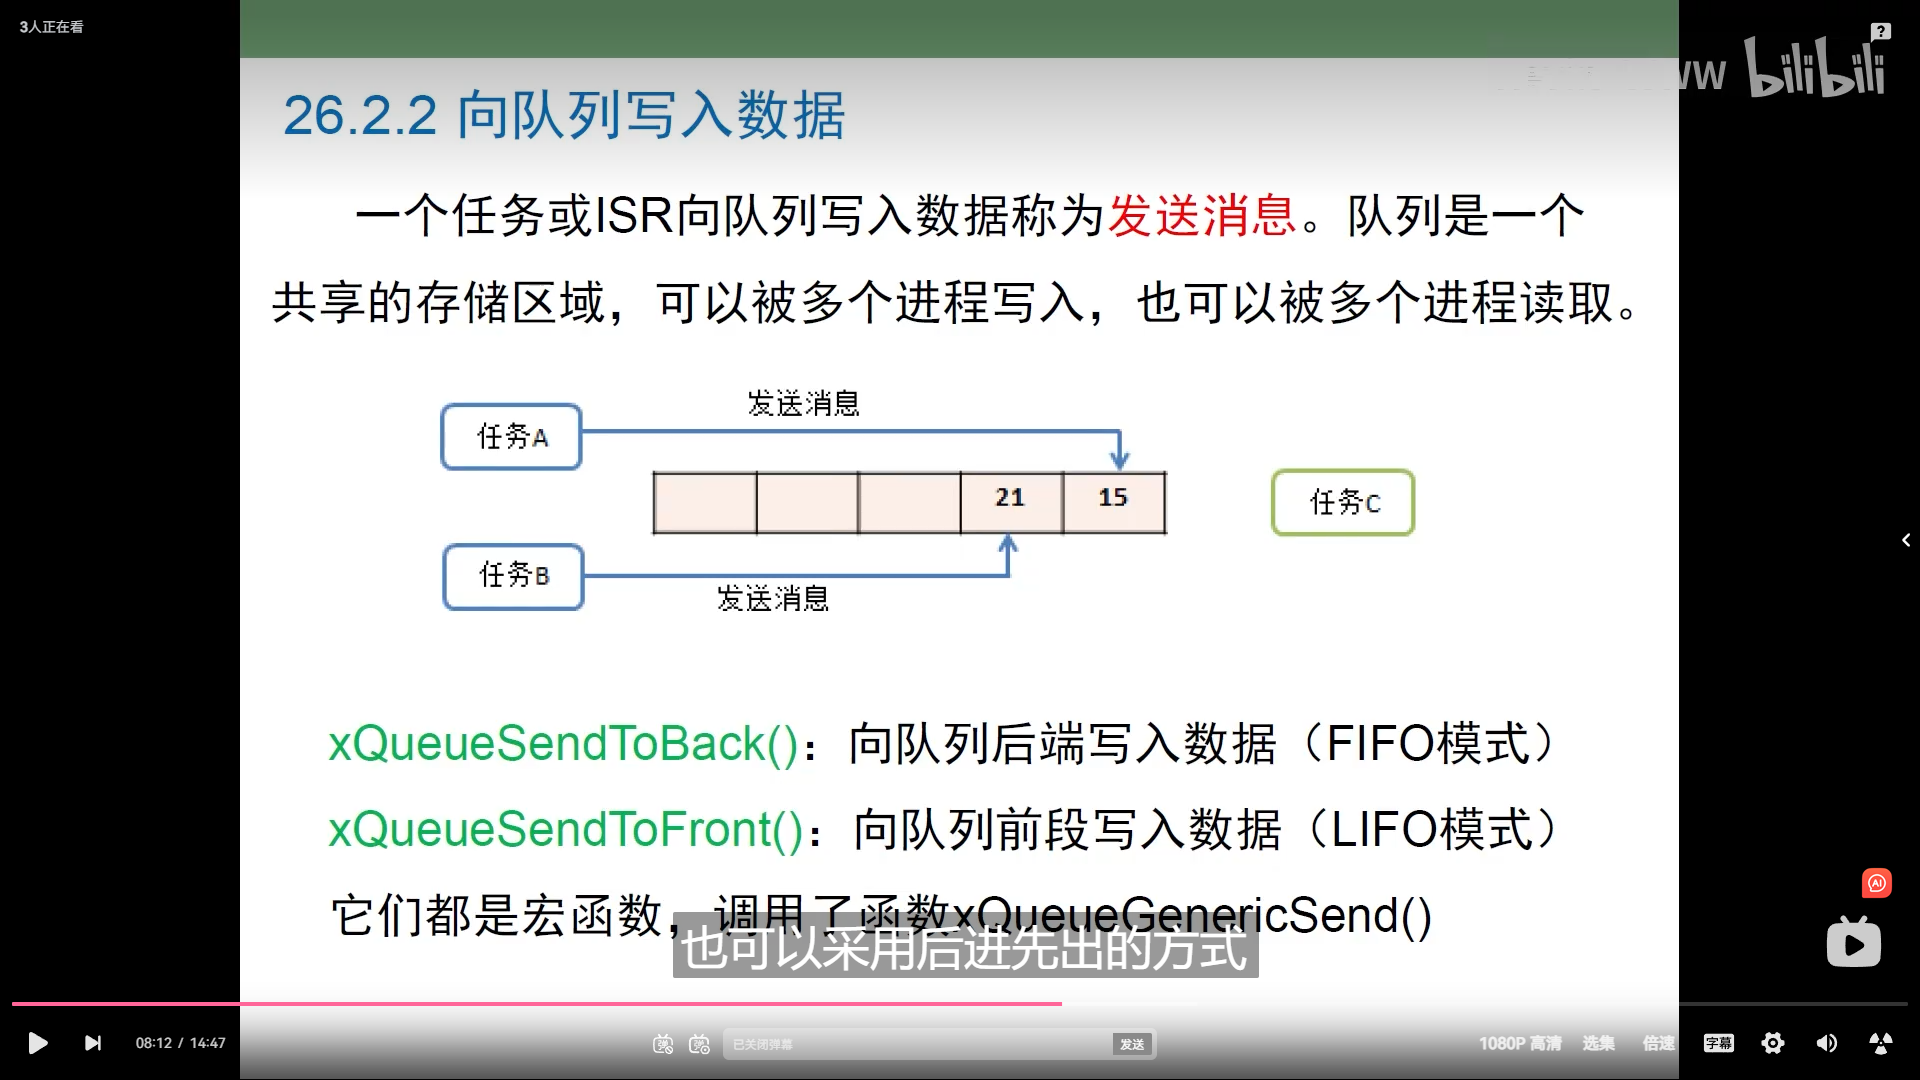 3人正在看
bilibili
26.2.2 向队列写入数据
一个任务或ISR向队列写入数据称为发送消息。队列是一个
共享的存储区域，可以被多个进程写入，也可以被多个进程读取。
发送消息
任务A
21 15
任务C
任务B
发送消息
xQueueSendToBack()：向队列后端写入数据（FIFO模式）
xQueueSendToFront()：向队列前段写入数据（LIFO模式）
它们都是宏函数，调用了函数xQueueGenericSend()
也可以采用后进先出的方式
AI
08:12 / 14:47
已关闭弹幕
发送
1080P 高清
选集
倍速
字幕